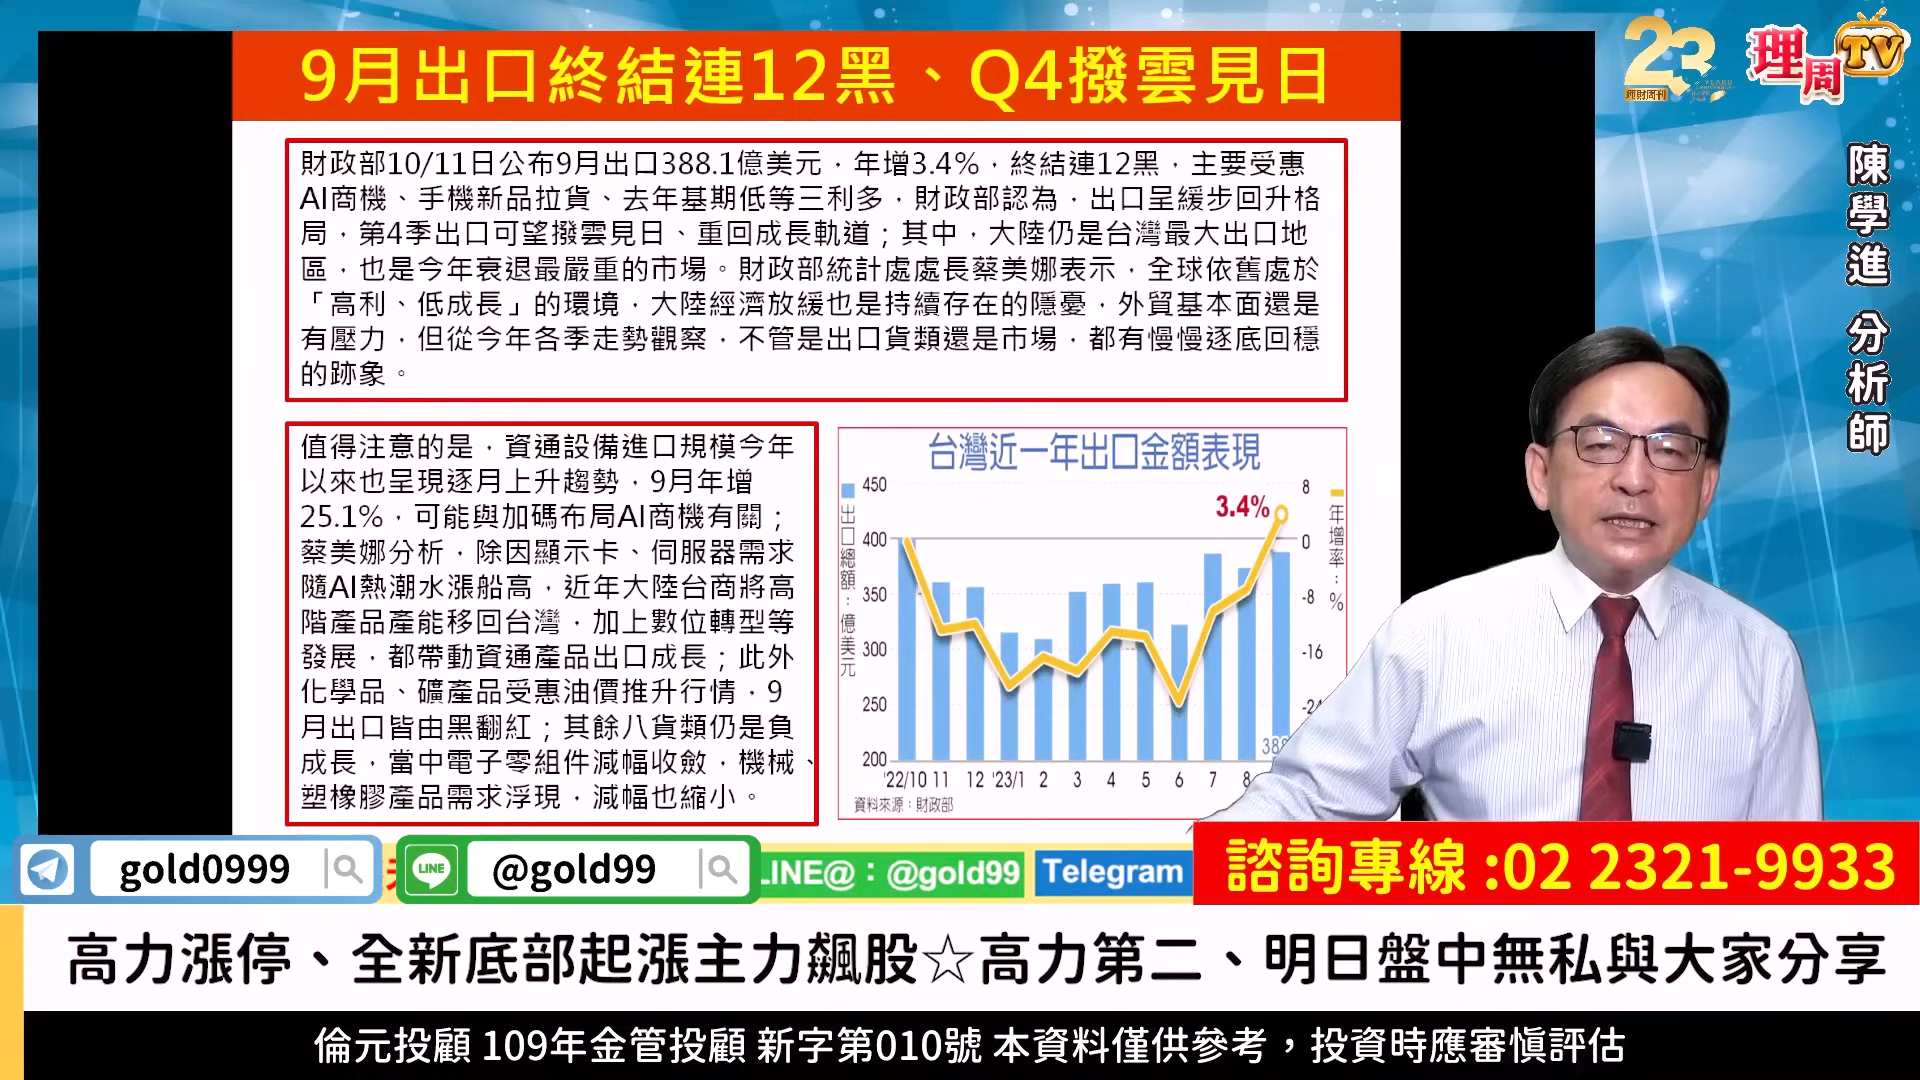 9月出口終結連12黑、Q4撥雲見日
23
YEARS
ANNIVERSARY
理財周刊
理周TV
陳學進 分析師
財政部10/11日公布9月出口388.1億美元，年增3.4%，終結連12黑，主要受惠
AI商機、手機新品拉貨、去年基期低等三利多，財政部認為，出口呈緩步回升格
局，第4季出口可望撥雲見日、重回成長軌道；其中，大陸仍是台灣最大出口地
區，也是今年衰退最嚴重的市場。財政部統計處處長蔡美娜表示，全球依舊處於
「高利、低成長」的環境，大陸經濟放緩也是持續存在的隱憂，外貿基本面還是
有壓力，但從今年各季走勢觀察，不管是出口貨類還是市場，都有慢慢逐底回穩
的跡象。
值得注意的是，資通設備進口規模今年
以來也呈現逐月上升趨勢，9月年增
25.1%，可能與加碼布局AI商機有關；
蔡美娜分析，除因顯示卡、伺服器需求
隨AI熱潮水漲船高，近年大陸台商將高
階產品產能移回台灣，加上數位轉型等
發展，都帶動資通產品出口成長；此外
化學品、礦產品受惠油價推升行情，9
月出口皆由黑翻紅；其餘八貨類仍是負
成長，當中電子零組件減幅收斂，機械、
塑橡膠產品需求浮現，減幅也縮小。
台灣近一年出口金額表現
出口總額：億美元
450
400
350
300
250
200
3.4%
8
0
-8
-16
-24
年增率：%
388
'22/10 11 12 '23/1 2 3 4 5 6 7 8
資料來源：財政部
gold0999
LINE
@gold99
LINE@：@gold99
Telegram
諮詢專線 :02 2321-9933
高力漲停、全新底部起漲主力飆股☆高力第二、明日盤中無私與大家分享
倫元投顧 109年金管投顧 新字第010號 本資料僅供參考，投資時應審慎評估